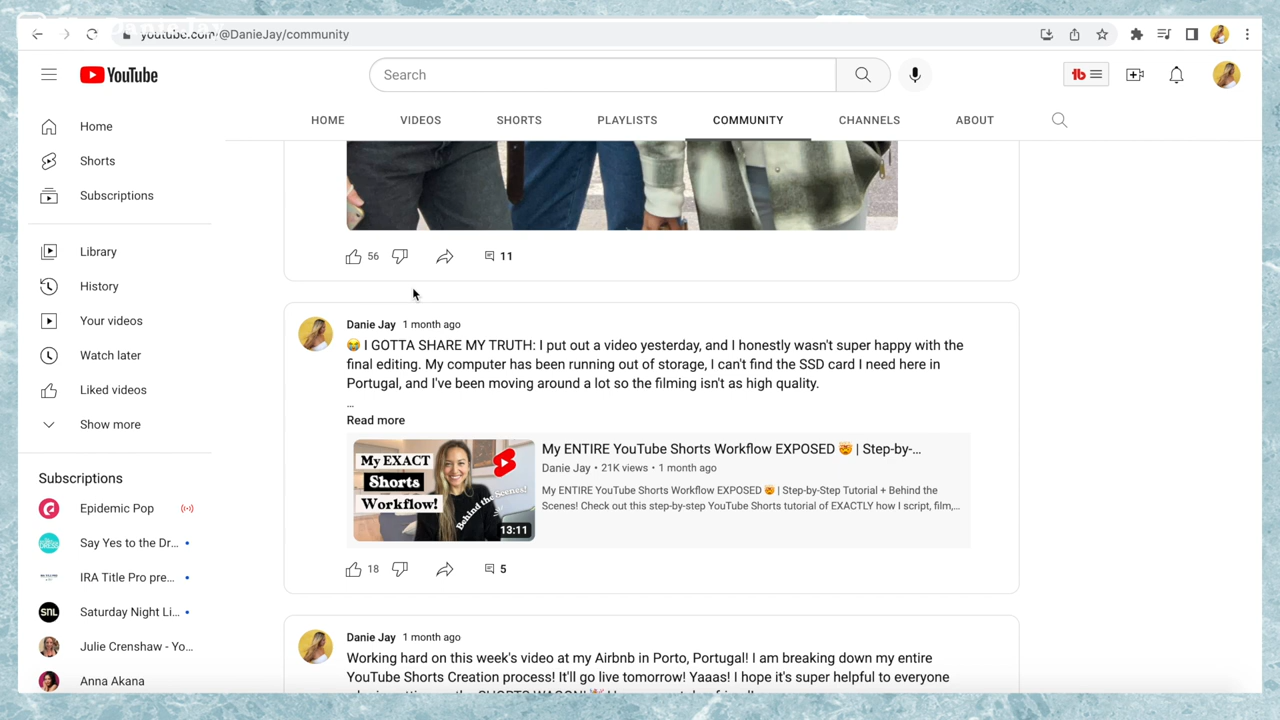 youtube.com/@DanieJay/community
YouTube
Search
HOME
VIDEOS
SHORTS
PLAYLISTS
COMMUNITY
CHANNELS
ABOUT
Home
Shorts
Subscriptions
Library
History
Your videos
Watch later
Liked videos
Show more
Subscriptions
Epidemic Pop
Say Yes to the Dr...
IRA Title Pro pre...
SNL
Saturday Night Li...
Julie Crenshaw - Yo...
Anna Akana
56
11
Danie Jay 1 month ago
😭 I GOTTA SHARE MY TRUTH: I put out a video yesterday, and I honestly wasn't super happy with the
final editing. My computer has been running out of storage, I can't find the SSD card I need here in
Portugal, and I've been moving around a lot so the filming isn't as high quality.
...
Read more
My EXACT
Shorts
Workflow!
Behind the Scenes!
13:11
My ENTIRE YouTube Shorts Workflow EXPOSED 🤯 | Step-by-...
Danie Jay • 21K views • 1 month ago
My ENTIRE YouTube Shorts Workflow EXPOSED 🤯 | Step-by-Step Tutorial + Behind the
Scenes! Check out this step-by-step YouTube Shorts tutorial of EXACTLY how I script, film,...
18
5
Danie Jay 1 month ago
Working hard on this week's video at my Airbnb in Porto, Portugal! I am breaking down my entire
YouTube Shorts Creation process! It'll go live tomorrow! Yaaas! I hope it's super helpful to everyone